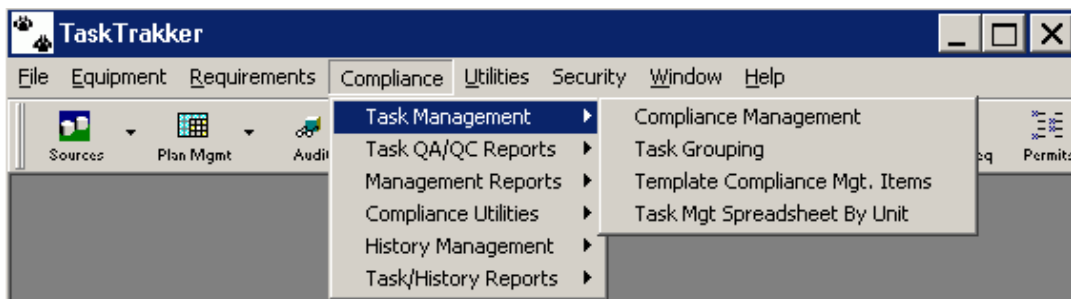 TaskTrakker
File Equipment Requirements Compliance Utilities Security Window Help
Sources Plan Mgmt Permits
Task Management
Task QA/QC Reports
Management Reports
Compliance Utilities
History Management
Task/History Reports
Compliance Management
Task Grouping
Template Compliance Mgt. Items
Task Mgt Spreadsheet By Unit